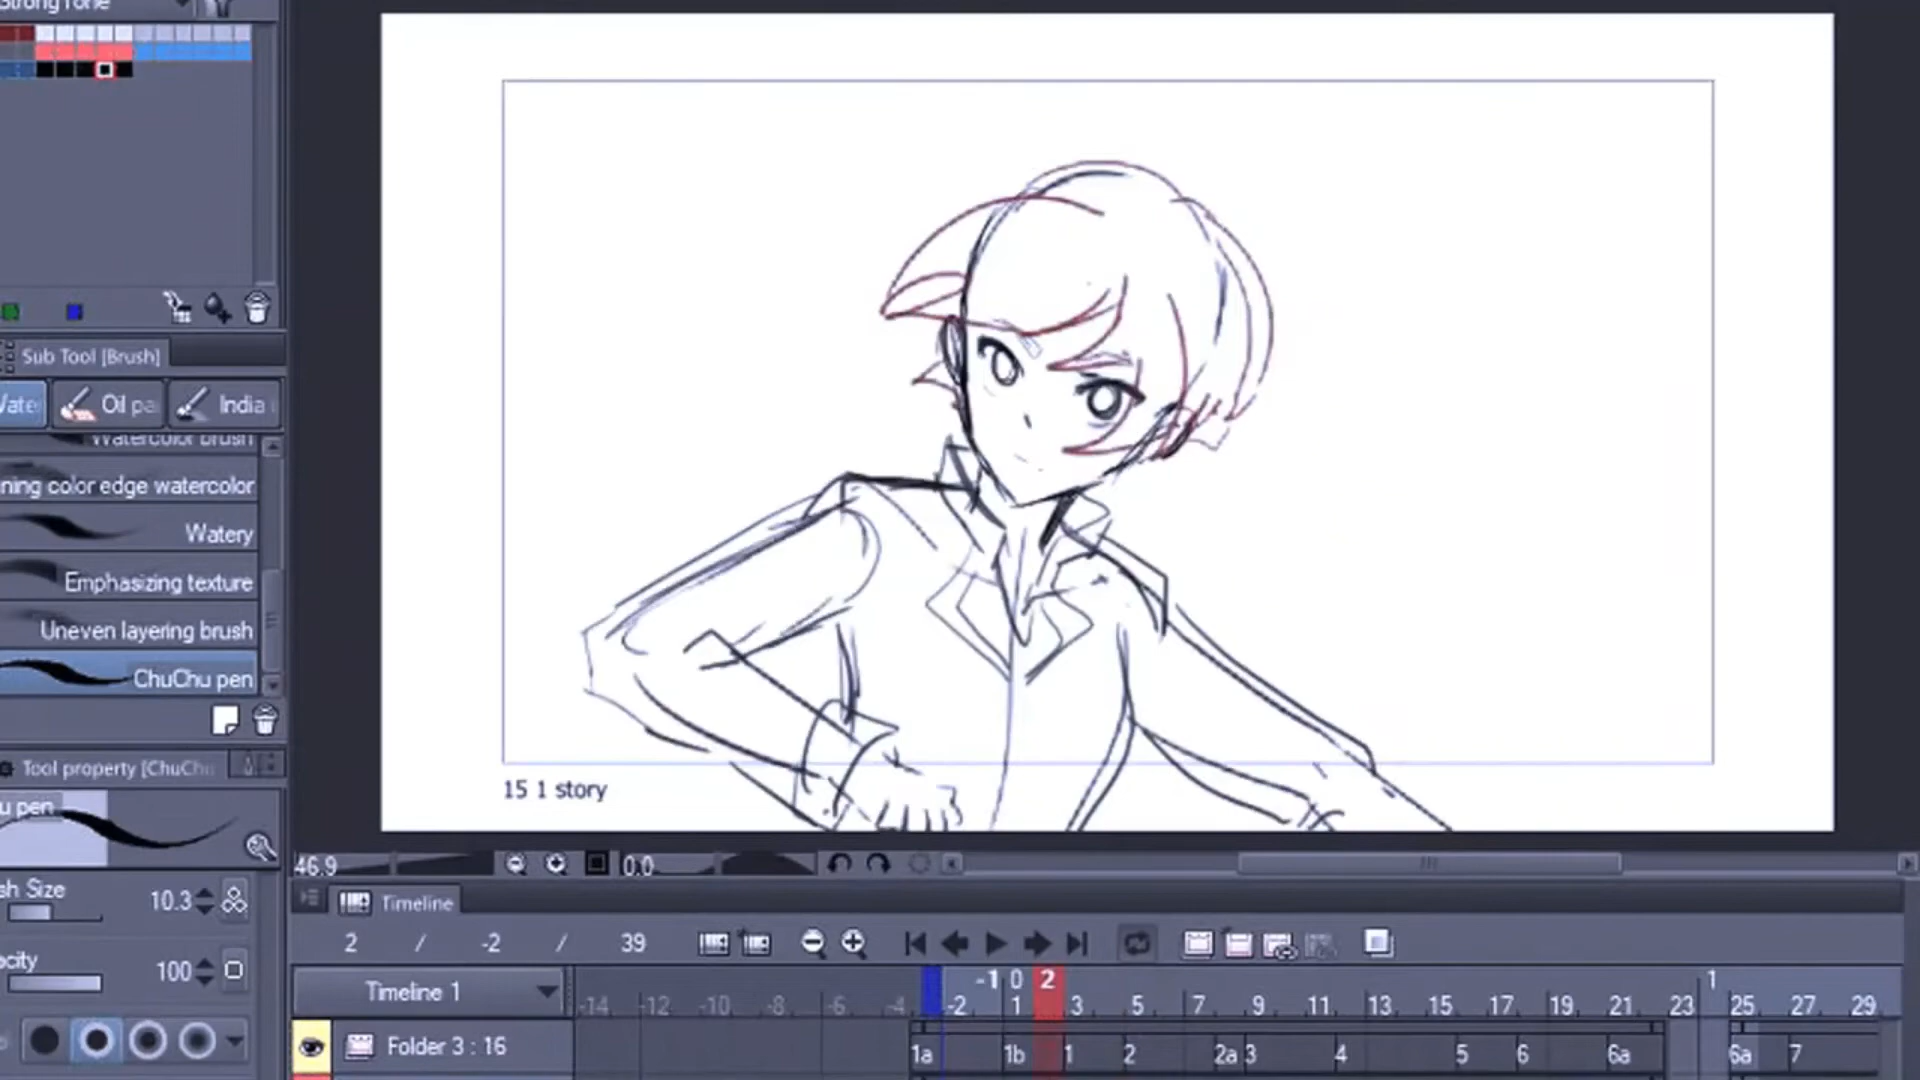 Sub Tool [Brush]
Oil pa
India
Watercolor brush
ning color edge watercolor
Watery
Emphasizing texture
Uneven layering brush
ChuChu pen
Tool property [ChuChu
u pen
sh Size 10.3
acity 100
15 1 story
46.9 0.0
Timeline
2 / -2 / 39
Timeline 1
-1 0 2 1
-14 -12 -10 -8 -6 -4 -2 1 3 5 7 9 11 13 15 17 19 21 23 25 27 29
Folder 3 : 16
1a 1b 1 2 2a 3 4 5 6 6a 6a 7